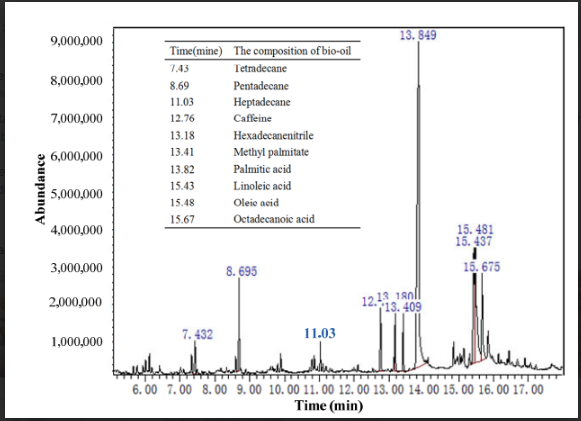 9,000,000
8,000,000
7,000,000
6,000,000
5,000,000
4,000,000
3,000,000
2,000,000
1,000,000
Abundance
Time(mine) The composition of bio-oil
7.43 Tetradecane
8.69 Pentadecane
11.03 Heptadecane
12.76 Caffeine
13.18 Hexadecanenitrile
13.41 Methyl palmitate
13.82 Palmitic acid
15.43 Linoleic acid
15.48 Oleic acid
15.67 Octadecanoic acid
13.849
15.481
15.437
15.675
8.695
13.409
7.432
11.03
6.00 7.00 8.00 9.00 10.00 11.00 12.00 13.00 14.00 15.00 16.00 17.00
Time (min)